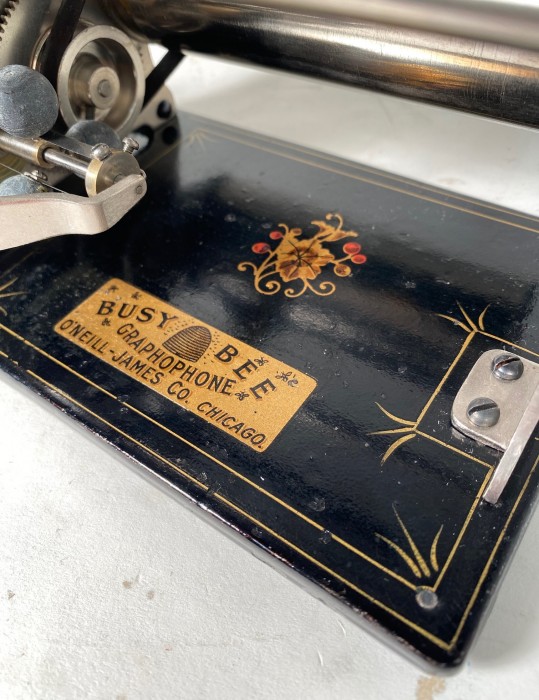 BUSY BEE
GRAPHOPHONE
O'NEILL-JAMES CO. CHICAGO.